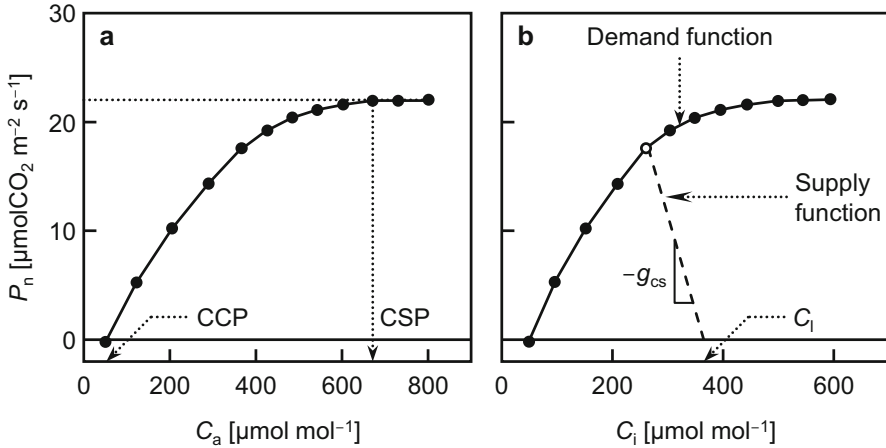 a
b
Demand function
30
20
10
0
Pn [µmolCO2 m−2 s−1]
Supply
function
−gcs
CCP
CSP
Cl
0
200
400
600
800
0
200
400
600
Ca [µmol mol−1]
Ci [µmol mol−1]